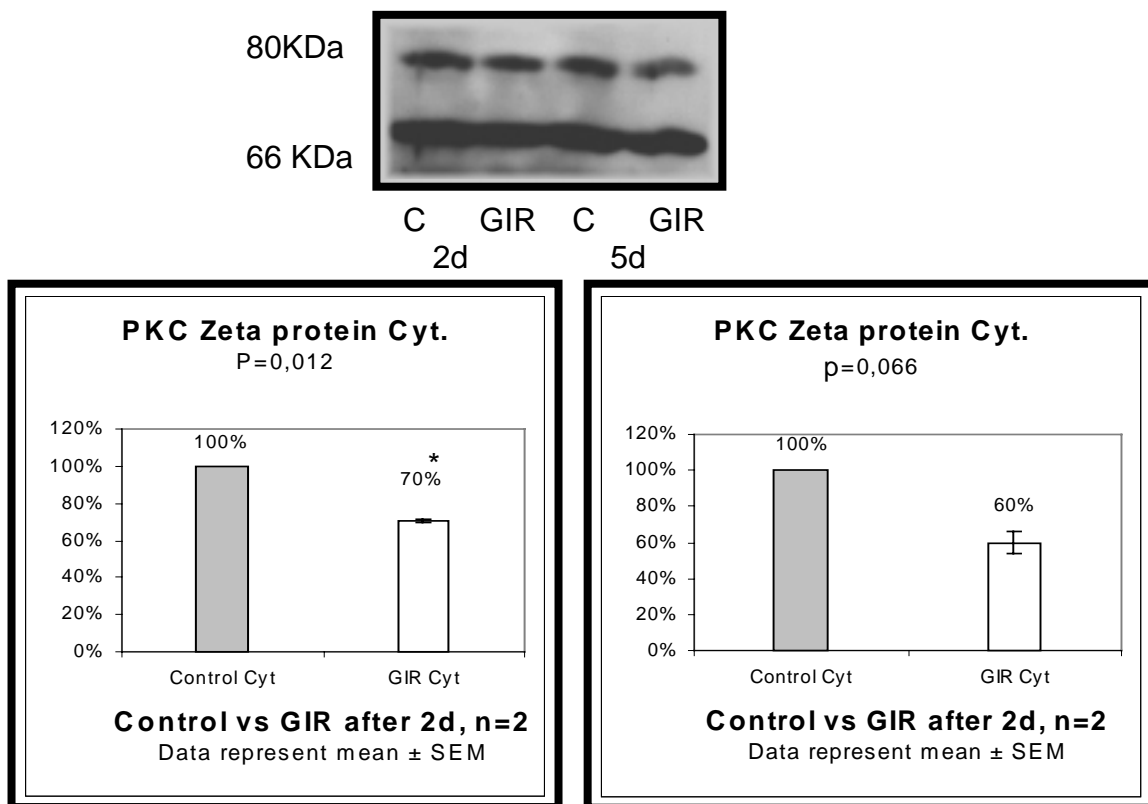 80KDa
66 KDa
C GIR C GIR
2d 5d
PKC Zeta protein Cyt.
P=0,012
120%
100%
80%
60%
40%
20%
0%
100%
*
70%
Control Cyt GIR Cyt
Control vs GIR after 2d, n=2
Data represent mean ± SEM
PKC Zeta protein Cyt.
p=0,066
120%
100%
80%
60%
40%
20%
0%
100%
60%
Control Cyt GIR Cyt
Control vs GIR after 2d, n=2
Data represent mean ± SEM